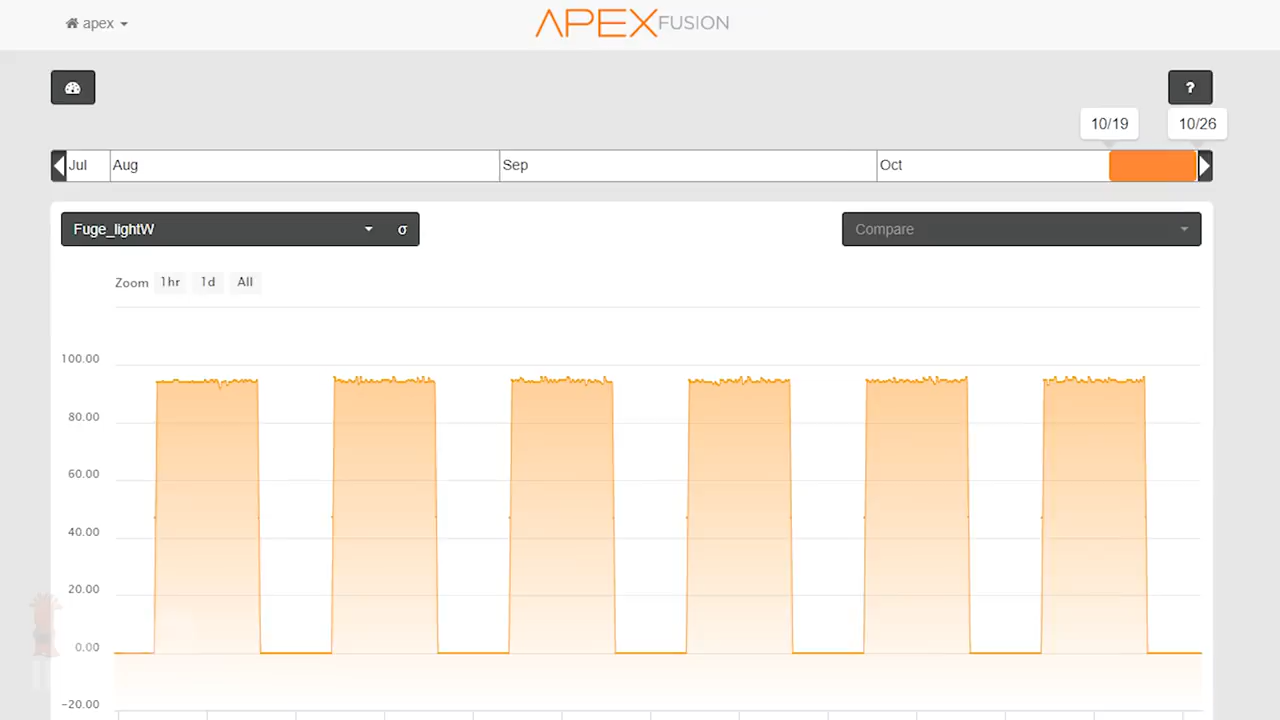 apex
APEX FUSION
?
10/19 10/26
Jul Aug Sep Oct
Fuge_lightW σ Compare
Zoom 1hr 1d All
100.00
80.00
60.00
40.00
20.00
0.00
-20.00